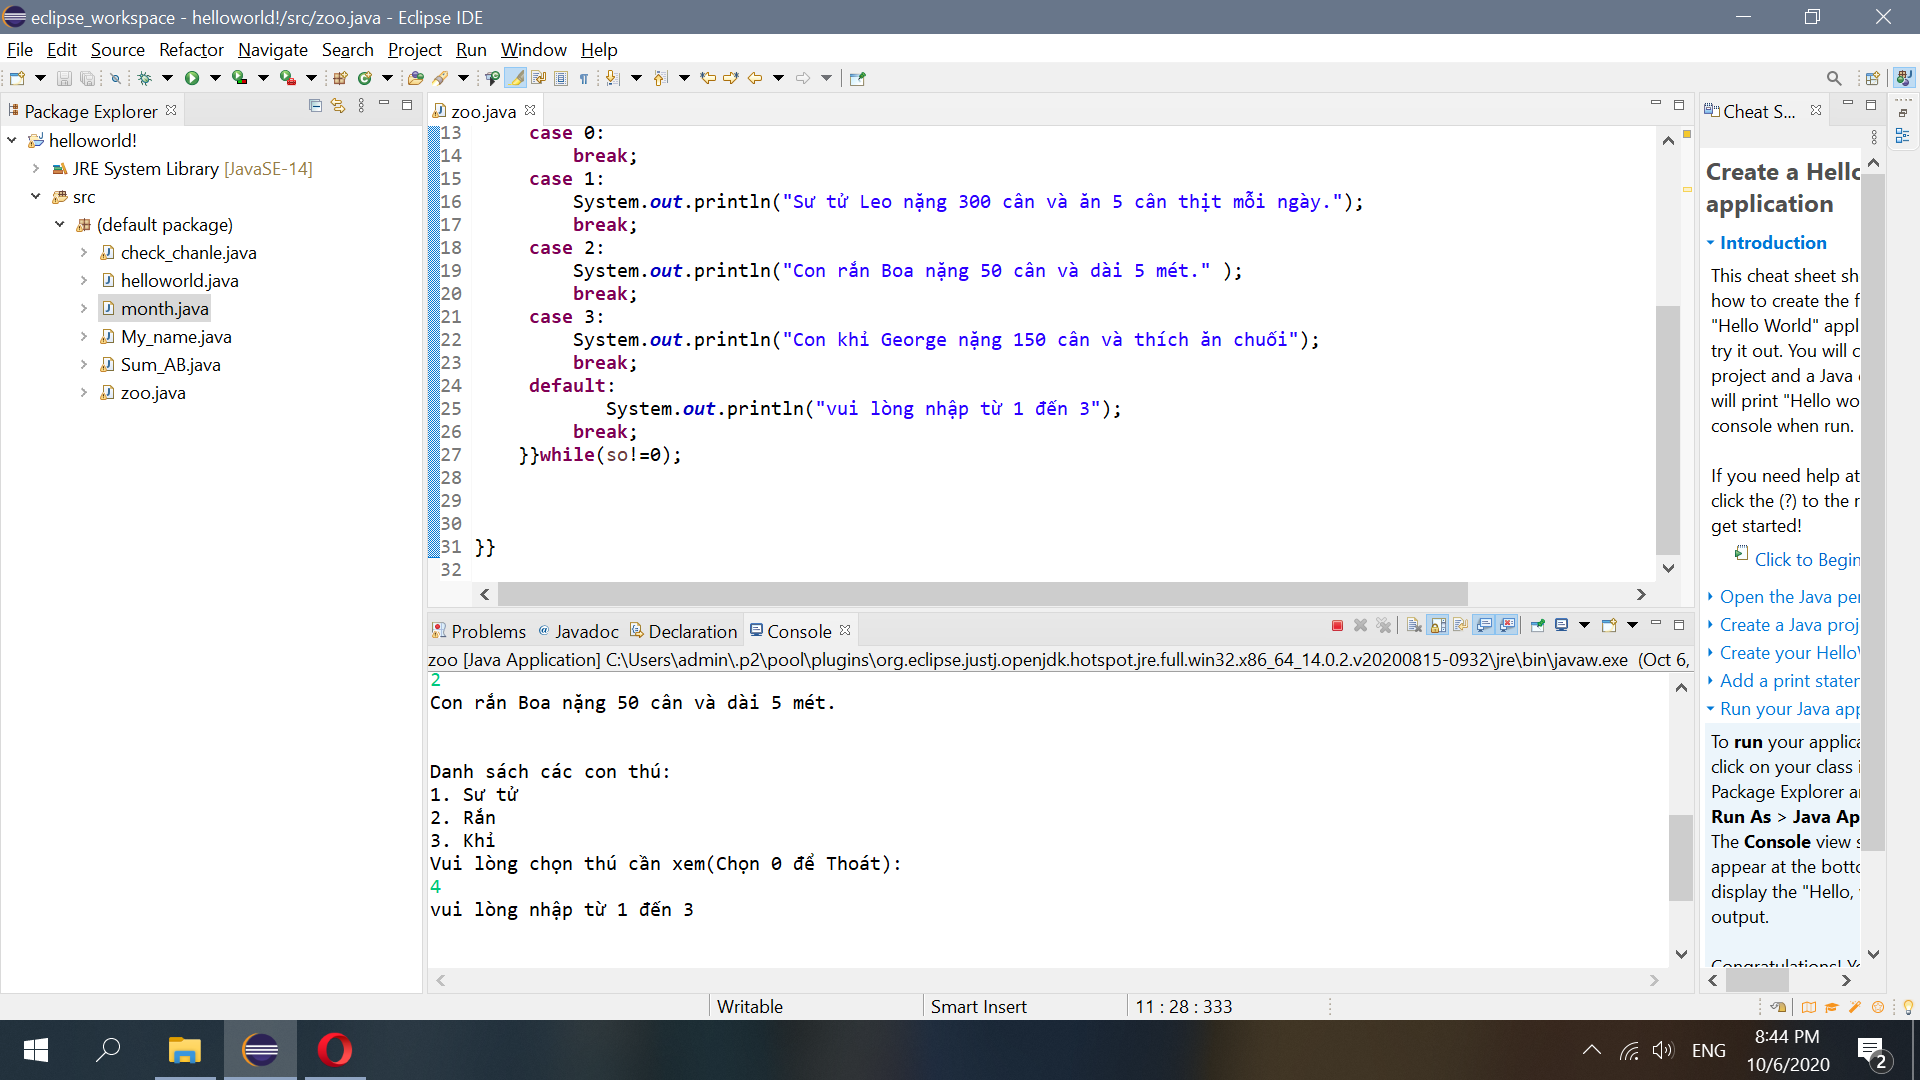 eclipse_workspace - helloworld!/src/zoo.java - Eclipse IDE
File Edit Source Refactor Navigate Search Project Run Window Help
Package Explorer
helloworld!
JRE System Library [JavaSE-14]
src
(default package)
check_chanle.java
helloworld.java
month.java
My_name.java
Sum_AB.java
zoo.java
zoo.java
13 case 0:
14 break;
15 case 1:
16 System.out.println("Sư tử Leo nặng 300 cân và ăn 5 cân thịt mỗi ngày.");
17 break;
18 case 2:
19 System.out.println("Con rắn Boa nặng 50 cân và dài 5 mét." );
20 break;
21 case 3:
22 System.out.println("Con khỉ George nặng 150 cân và thích ăn chuối");
23 break;
24 default:
25 System.out.println("vui lòng nhập từ 1 đến 3");
26 break;
27 }}while(so!=0);
28
29
30
31 }}
32
Problems Javadoc Declaration Console
zoo [Java Application] C:\Users\admin\.p2\pool\plugins\org.eclipse.justj.openjdk.hotspot.jre.full.win32.x86_64_14.0.2.v20200815-0932\jre\bin\javaw.exe (Oct 6,
2
Con rắn Boa nặng 50 cân và dài 5 mét.
Danh sách các con thú:
1. Sư tử
2. Rắn
3. Khỉ
Vui lòng chọn thú cần xem(Chọn 0 để Thoát):
4
vui lòng nhập từ 1 đến 3
Cheat S...
Create a Hello
application
Introduction
This cheat sheet sh
how to create the f
"Hello World" appl
try it out. You will c
project and a Java
will print "Hello wo
console when run.
If you need help at
click the (?) to the r
get started!
Click to Begin
Open the Java per
Create a Java proj
Create your HelloW
Add a print stater
Run your Java app
To run your applica
click on your class i
Package Explorer a
Run As > Java Ap
The Console view s
appear at the botto
display the "Hello,
output.
Congratulations! Yo
Writable Smart Insert 11 : 28 : 333
ENG
8:44 PM
10/6/2020
2